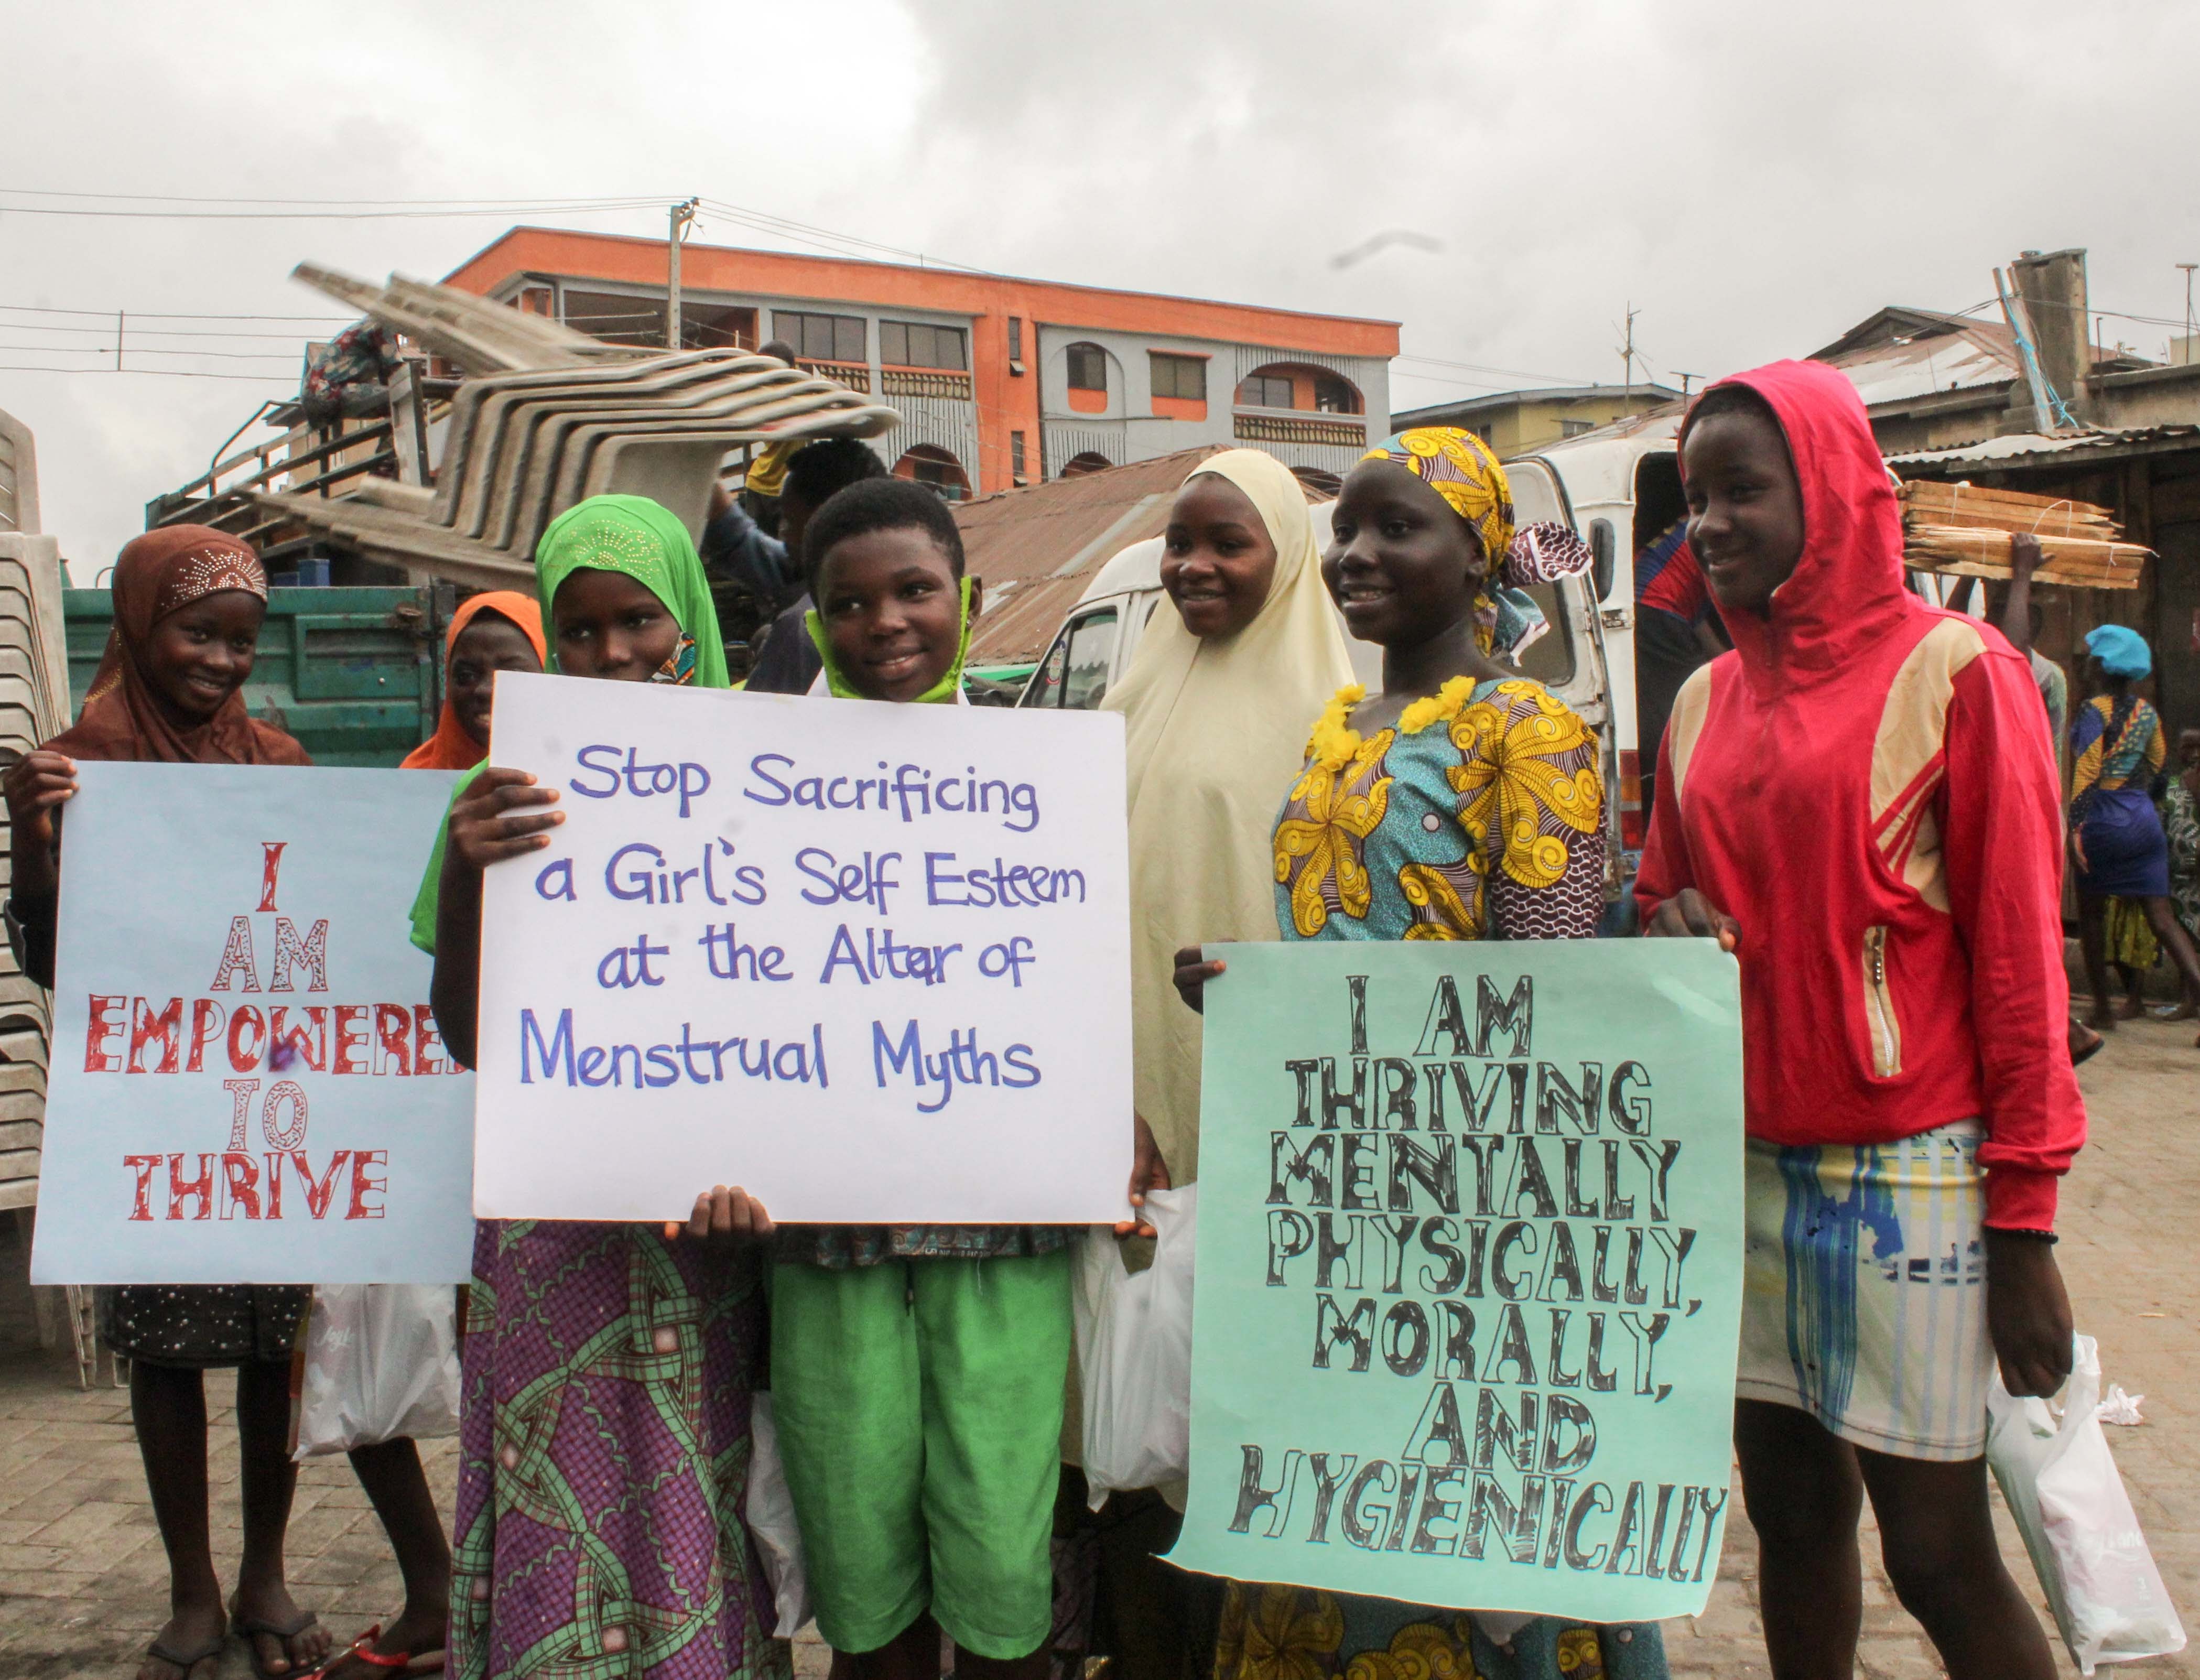 I
AM
EMPOWERED
TO
THRIVE
Stop Sacrificing
a Girl's Self Esteem
at the Altar of
Menstrual Myths
I AM
THRIVING
MENTALLY
PHYSICALLY,
MORALLY,
AND
HYGIENICALLY